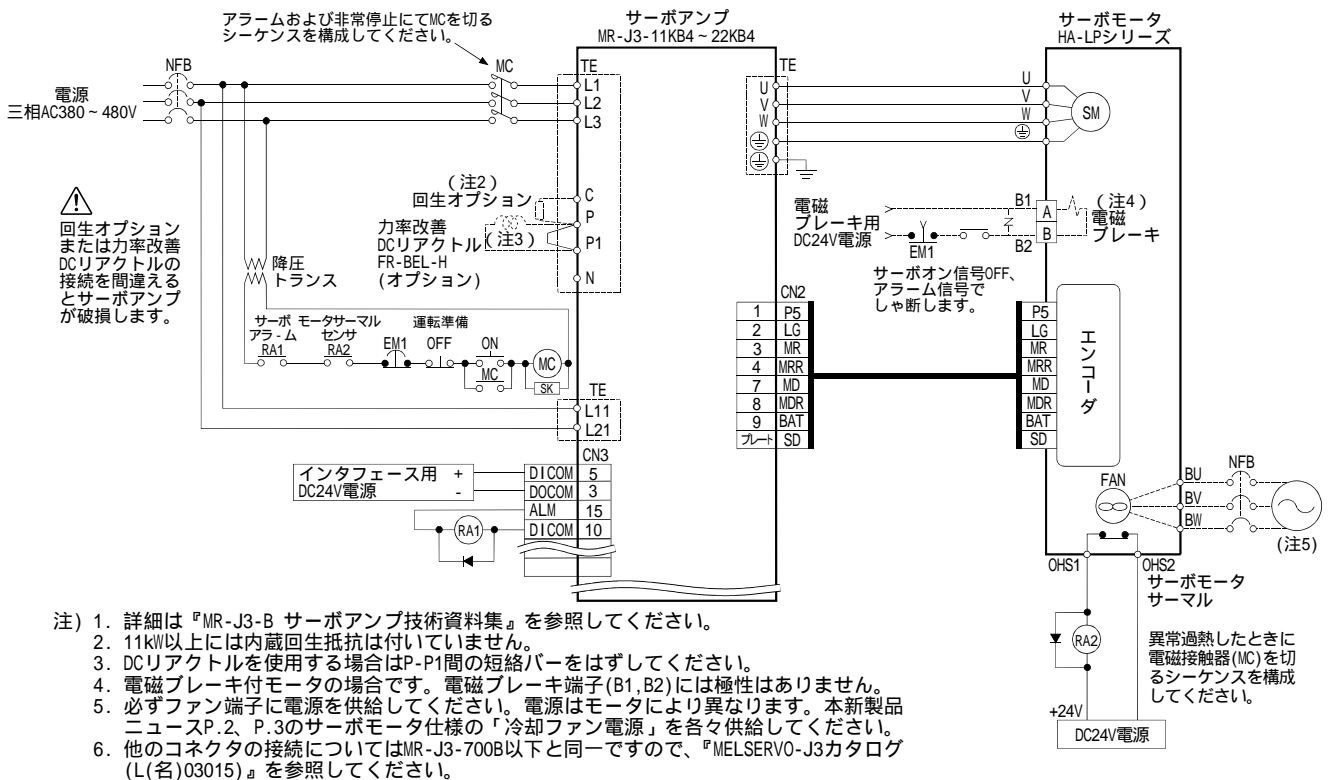 アラームおよび非常停止にてMCを切る
シーケンスを構成してください。
サーボアンプ
MR-J3-11KB4～22KB4
サーボモータ
HA-LPシリーズ
NFB
MC
TE
TE
電源
三相AC380～480V
L1
L2
L3
U
V
W
U
V
W
SM
回生オプション
または力率改善
DCリアクトルの
接続を間違える
とサーボアンプ
が破損します。
(注2)
回生オプション
力率改善
DCリアクトル(注3)
FR-BEL-H
(オプション)
C
P
P1
N
降圧
トランス
電磁
ブレーキ用
DC24V電源
EM1
B1
B2
A
B
(注4)
電磁
ブレーキ
サーボオン信号OFF、
アラーム信号で
しゃ断します。
サーボ
アラ-ム
RA1
モータサーマル
センサ
RA2
EM1
運転準備
OFF
ON
MC
MC
SK
TE
L11
L21
CN2
1 P5
2 LG
3 MR
4 MRR
7 MD
8 MDR
9 BAT
プレート SD
P5
LG
MR
MRR
MD
MDR
BAT
SD
エンコーダ
CN3
インタフェース用 +
DC24V電源 -
DICOM 5
DOCOM 3
ALM 15
DICOM 10
RA1
FAN
BU
BV
BW
NFB
(注5)
OHS1
OHS2
サーボモータ
サーマル
RA2
異常過熱したときに
電磁接触器(MC)を切
るシーケンスを構成
してください。
+24V
DC24V電源
注) 1. 詳細は『MR-J3-B サーボアンプ技術資料集』を参照してください。
2. 11kW以上には内蔵回生抵抗は付いていません。
3. DCリアクトルを使用する場合はP-P1間の短絡バーをはずしてください。
4. 電磁ブレーキ付モータの場合です。電磁ブレーキ端子(B1,B2)には極性はありません。
5. 必ずファン端子に電源を供給してください。電源はモータにより異なります。本新製品
ニュースP.2、P.3のサーボモータ仕様の「冷却ファン電源」を各々供給してください。
6. 他のコネクタの接続についてはMR-J3-700B以下と同一ですので、『MELSERVO-J3カタログ
(L(名)03015)』を参照してください。